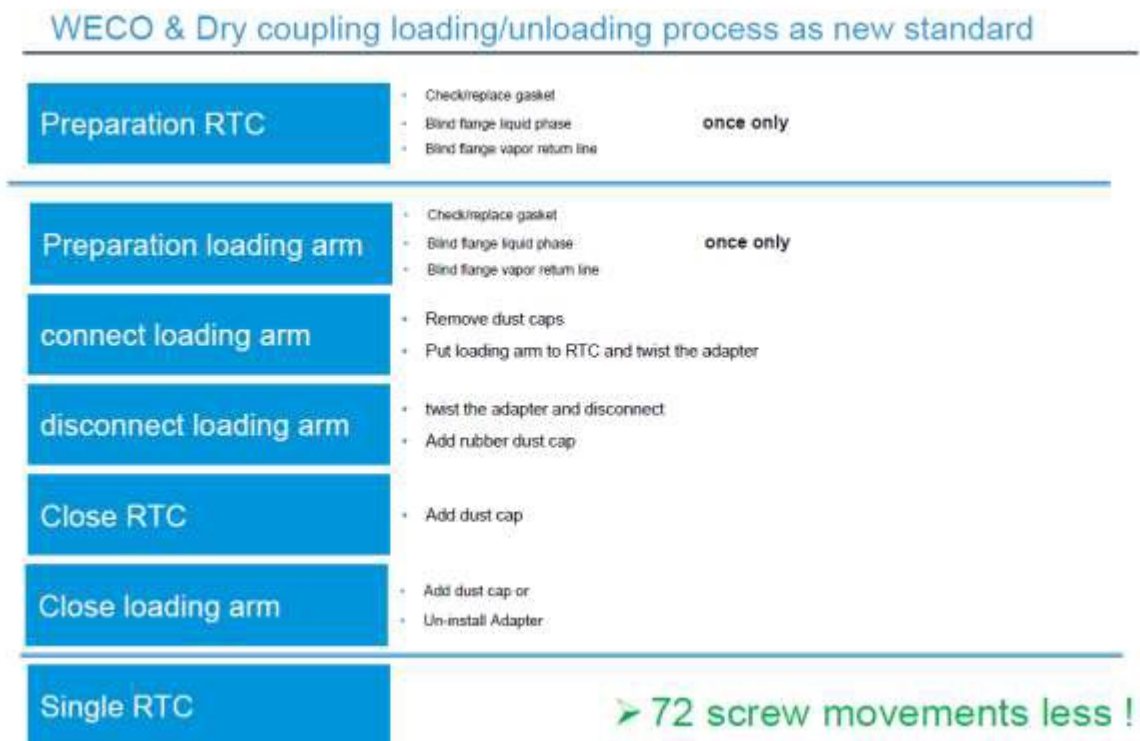 WECO & Dry coupling loading/unloading process as new standard
Preparation RTC
Check/replace gasket
Blind flange liquid phase
once only
Blind flange vapor return line
Preparation loading arm
Check/replace gasket
Blind flange liquid phase
once only
Blind flange vapor return line
connect loading arm
Remove dust caps
Put loading arm to RTC and twist the adapter
disconnect loading arm
twist the adapter and disconnect
Add rubber dust cap
Close RTC
Add dust cap
Close loading arm
Add dust cap or
Un-install Adapter
Single RTC
➢ 72 screw movements less !